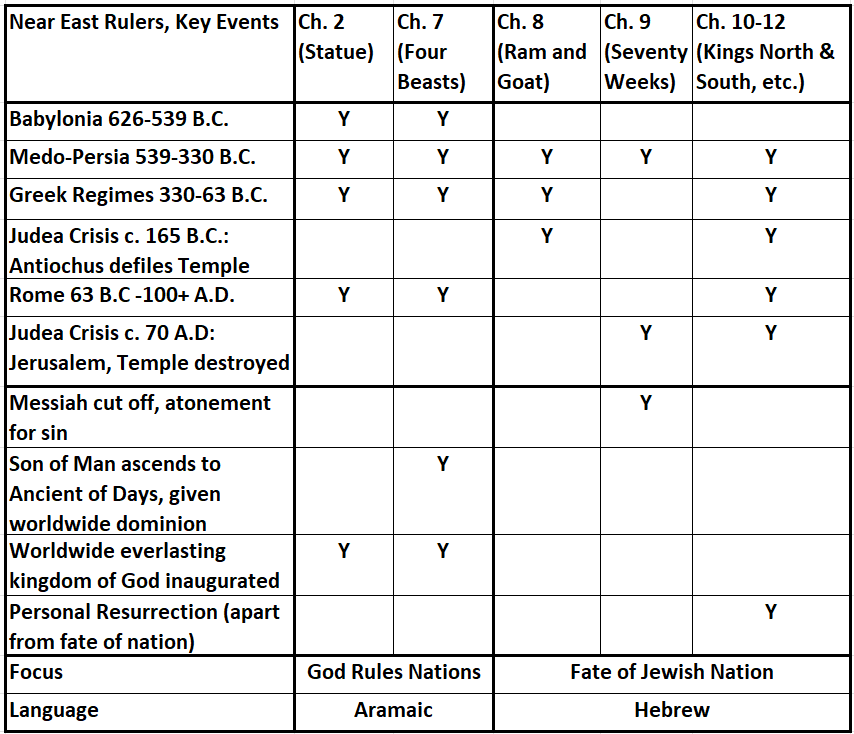 Near East Rulers, Key Events Ch. 2 Ch. 7 Ch. 8 Ch. 9 Ch. 10-12
(Statue) (Four (Ram and (Seventy (Kings North &
Beasts) Goat) Weeks) South, etc.)
Babylonia 626-539 B.C. Y Y
Medo-Persia 539-330 B.C. Y Y Y Y Y
Greek Regimes 330-63 B.C. Y Y Y Y
Judea Crisis c. 165 B.C.: Y Y
Antiochus defiles Temple
Rome 63 B.C -100+ A.D. Y Y Y
Judea Crisis c. 70 A.D: Y Y
Jerusalem, Temple destroyed
Messiah cut off, atonement Y
for sin
Son of Man ascends to Y
Ancient of Days, given
worldwide dominion
Worldwide everlasting Y Y
kingdom of God inaugurated
Personal Resurrection (apart Y
from fate of nation)
Focus God Rules Nations Fate of Jewish Nation
Language Aramaic Hebrew